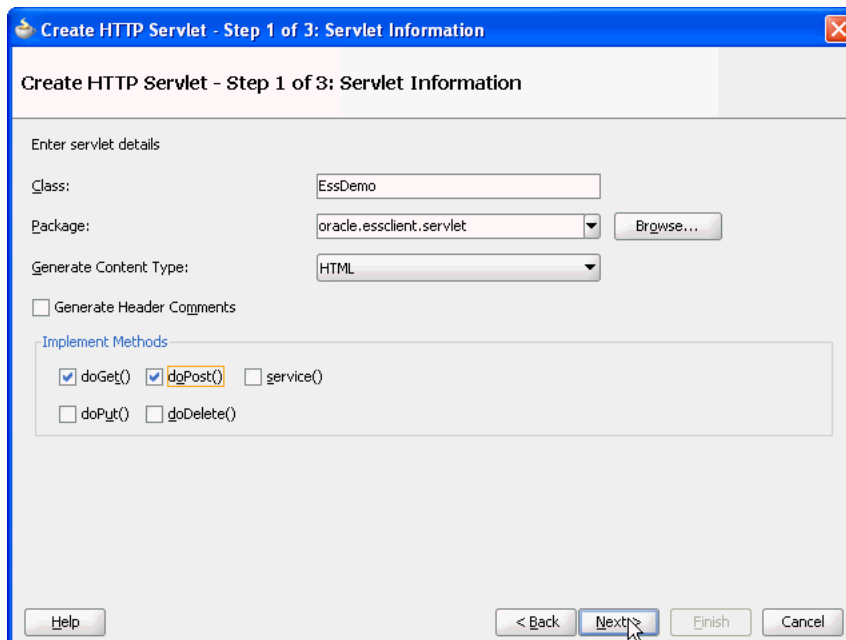 Create HTTP Servlet - Step 1 of 3: Servlet Information
Create HTTP Servlet - Step 1 of 3: Servlet Information
Enter servlet details
Class: EssDemo
Package: oracle.essclient.servlet Browse...
Generate Content Type: HTML
Generate Header Comments
Implement Methods
doGet() doPost() service()
doPut() doDelete()
Help < Back Next > Finish Cancel